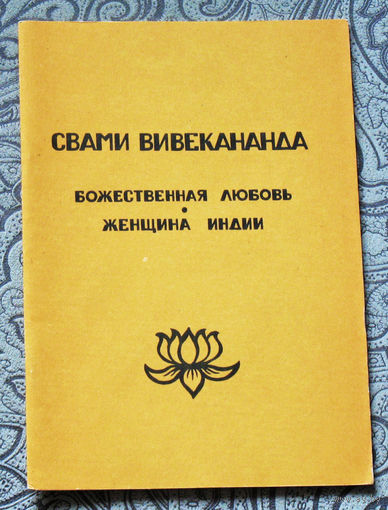 СВАМИ ВИВЕКАНАНДА
БОЖЕСТВЕННАЯ ЛЮБОВЬ
•
ЖЕНЩИНА ИНДИИ